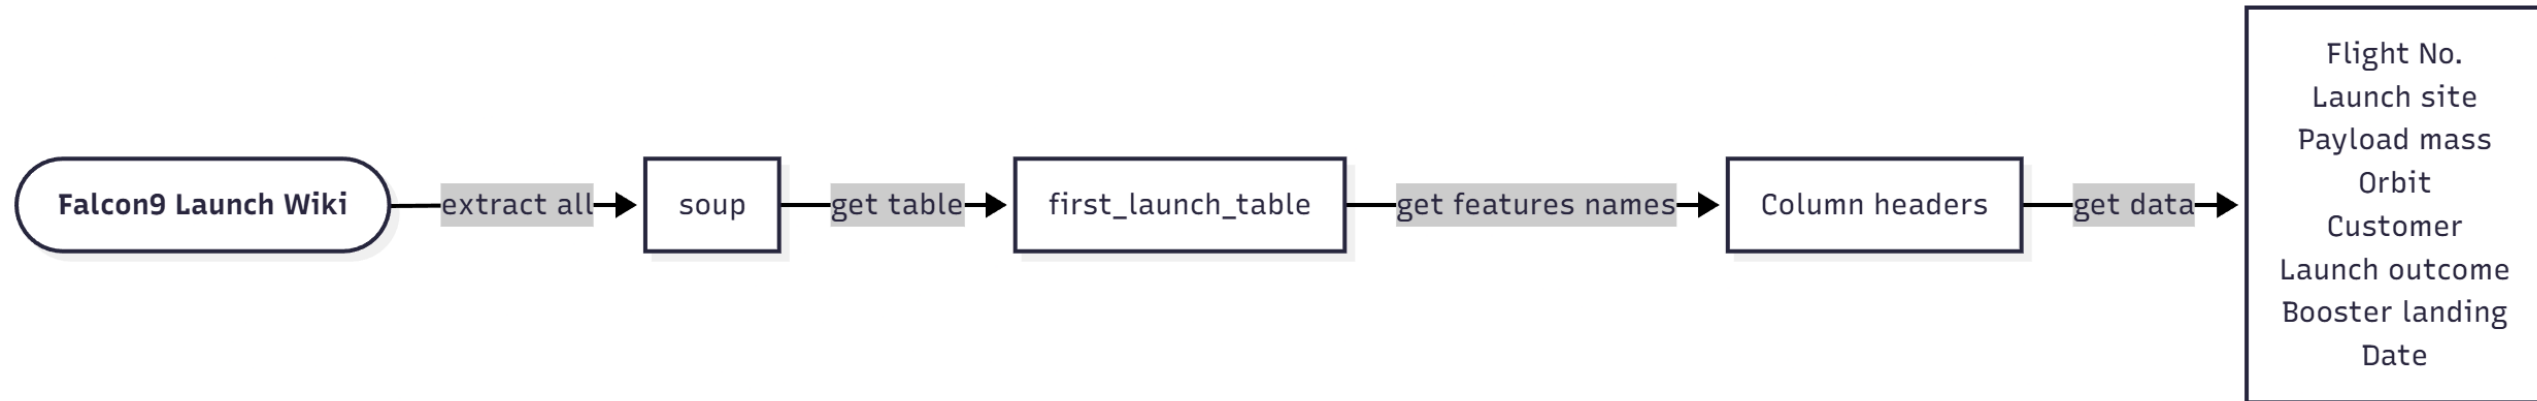 Falcon9 Launch Wiki
extract all
soup
get table
first_launch_table
get features names
Column headers
get data
Flight No.
Launch site
Payload mass
Orbit
Customer
Launch outcome
Booster landing
Date